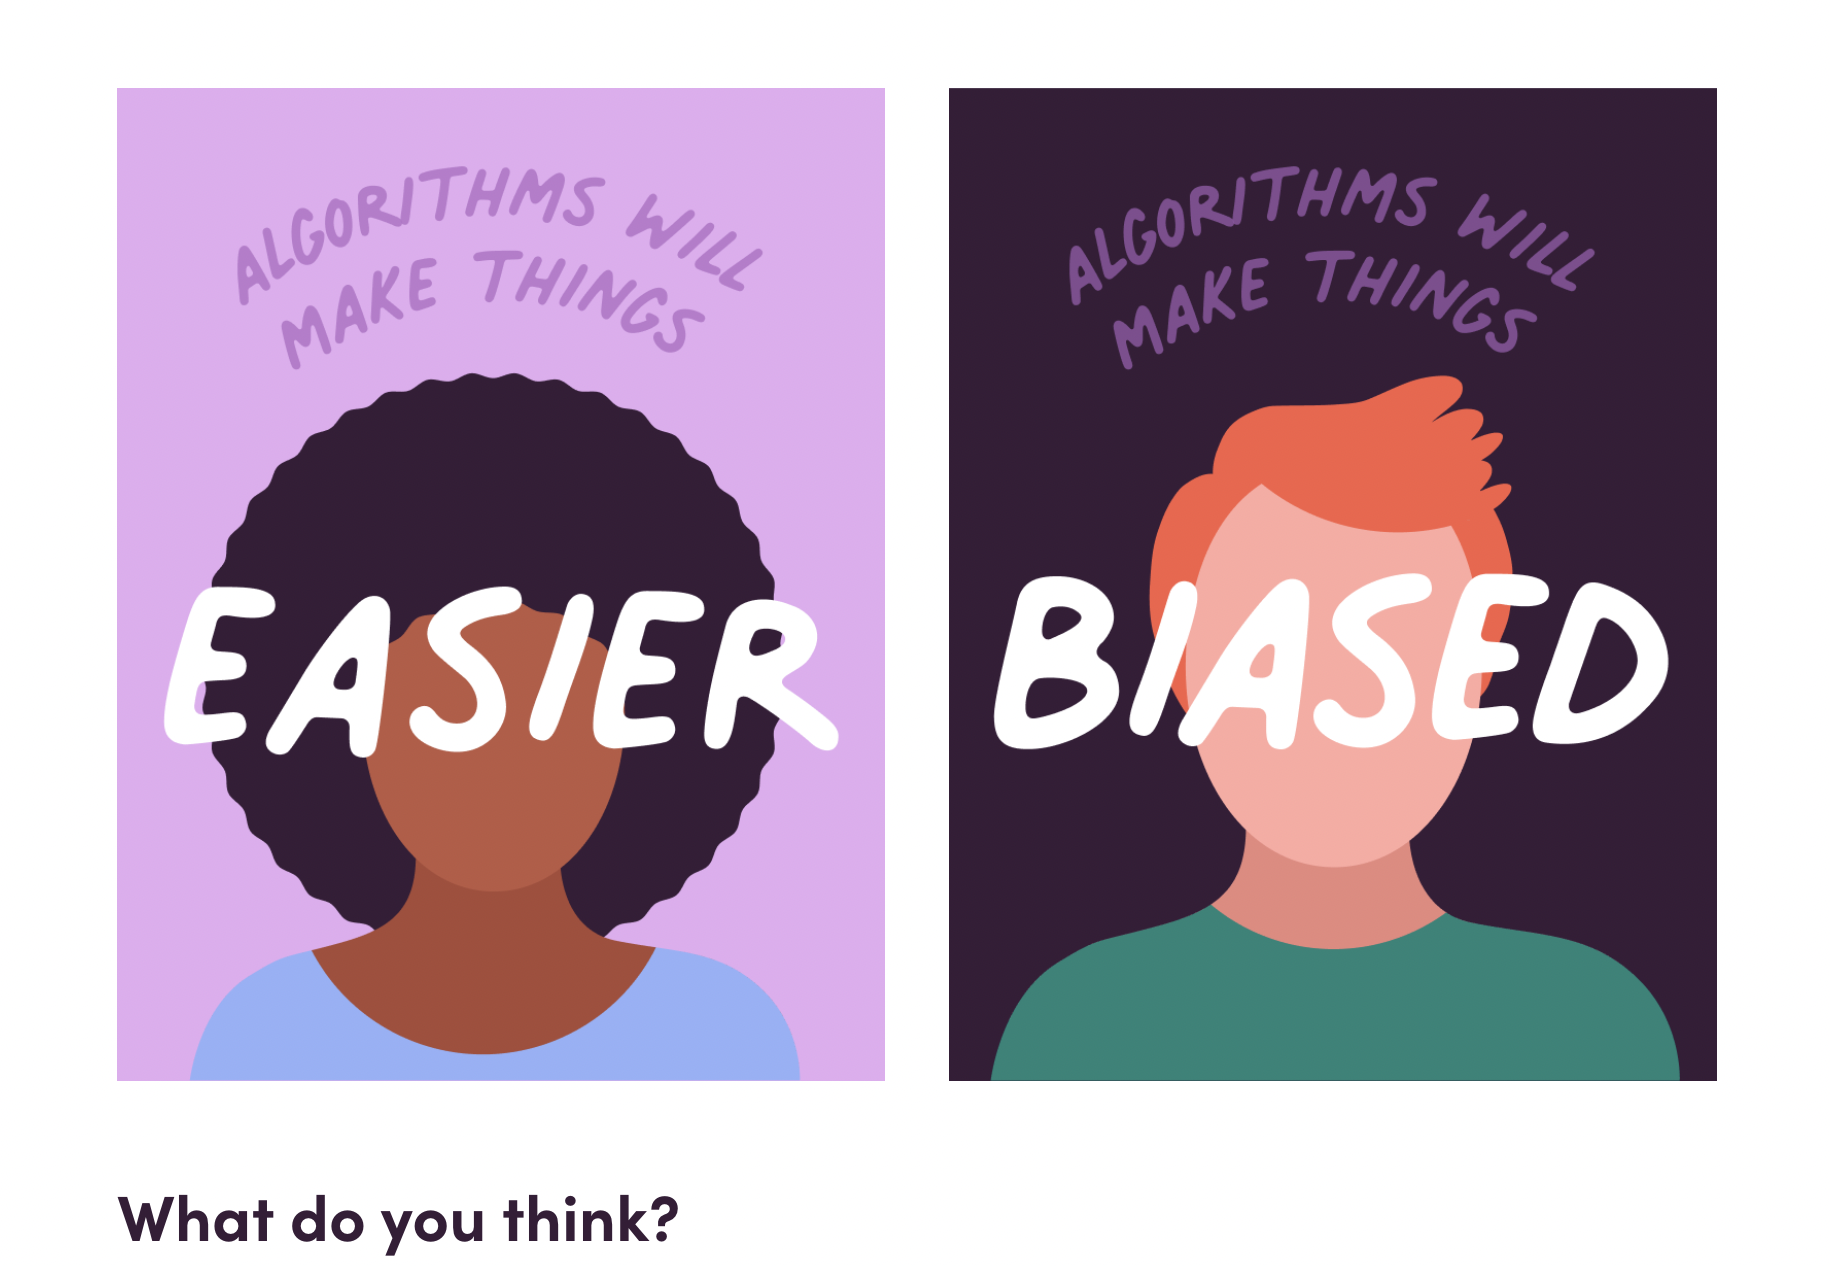 ALGORITHMS WILL
MAKE THINGS
EASIER
ALGORITHMS WILL
MAKE THINGS
BIASED
What do you think?